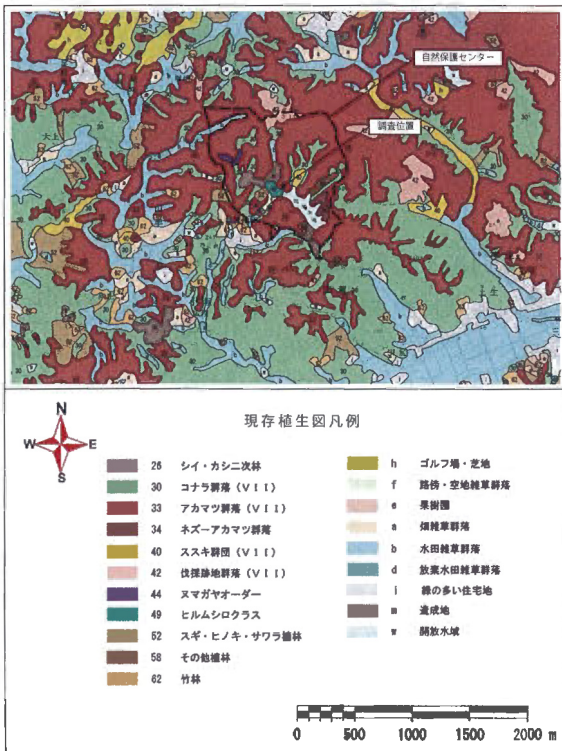 自然保護センター
調査位置
大上
現存植生図凡例
N
W E
S
26 シイ・カシ二次林
30 コナラ群落(VII)
33 アカマツ群落(VII)
34 ネズーアカマツ群落
40 ススキ群団(VII)
42 伐採跡地群落(VII)
44 ヌマガヤオーダー
49 ヒルムシロクラス
52 スギ・ヒノキ・サワラ植林
58 その他植林
62 竹林
h ゴルフ場・芝地
f 路傍・空地雑草群落
e 果樹園
a 畑雑草群落
b 水田雑草群落
d 放棄水田雑草群落
i 緑の多い住宅地
m 造成地
w 開放水域
0 500 1000 1500 2000 m